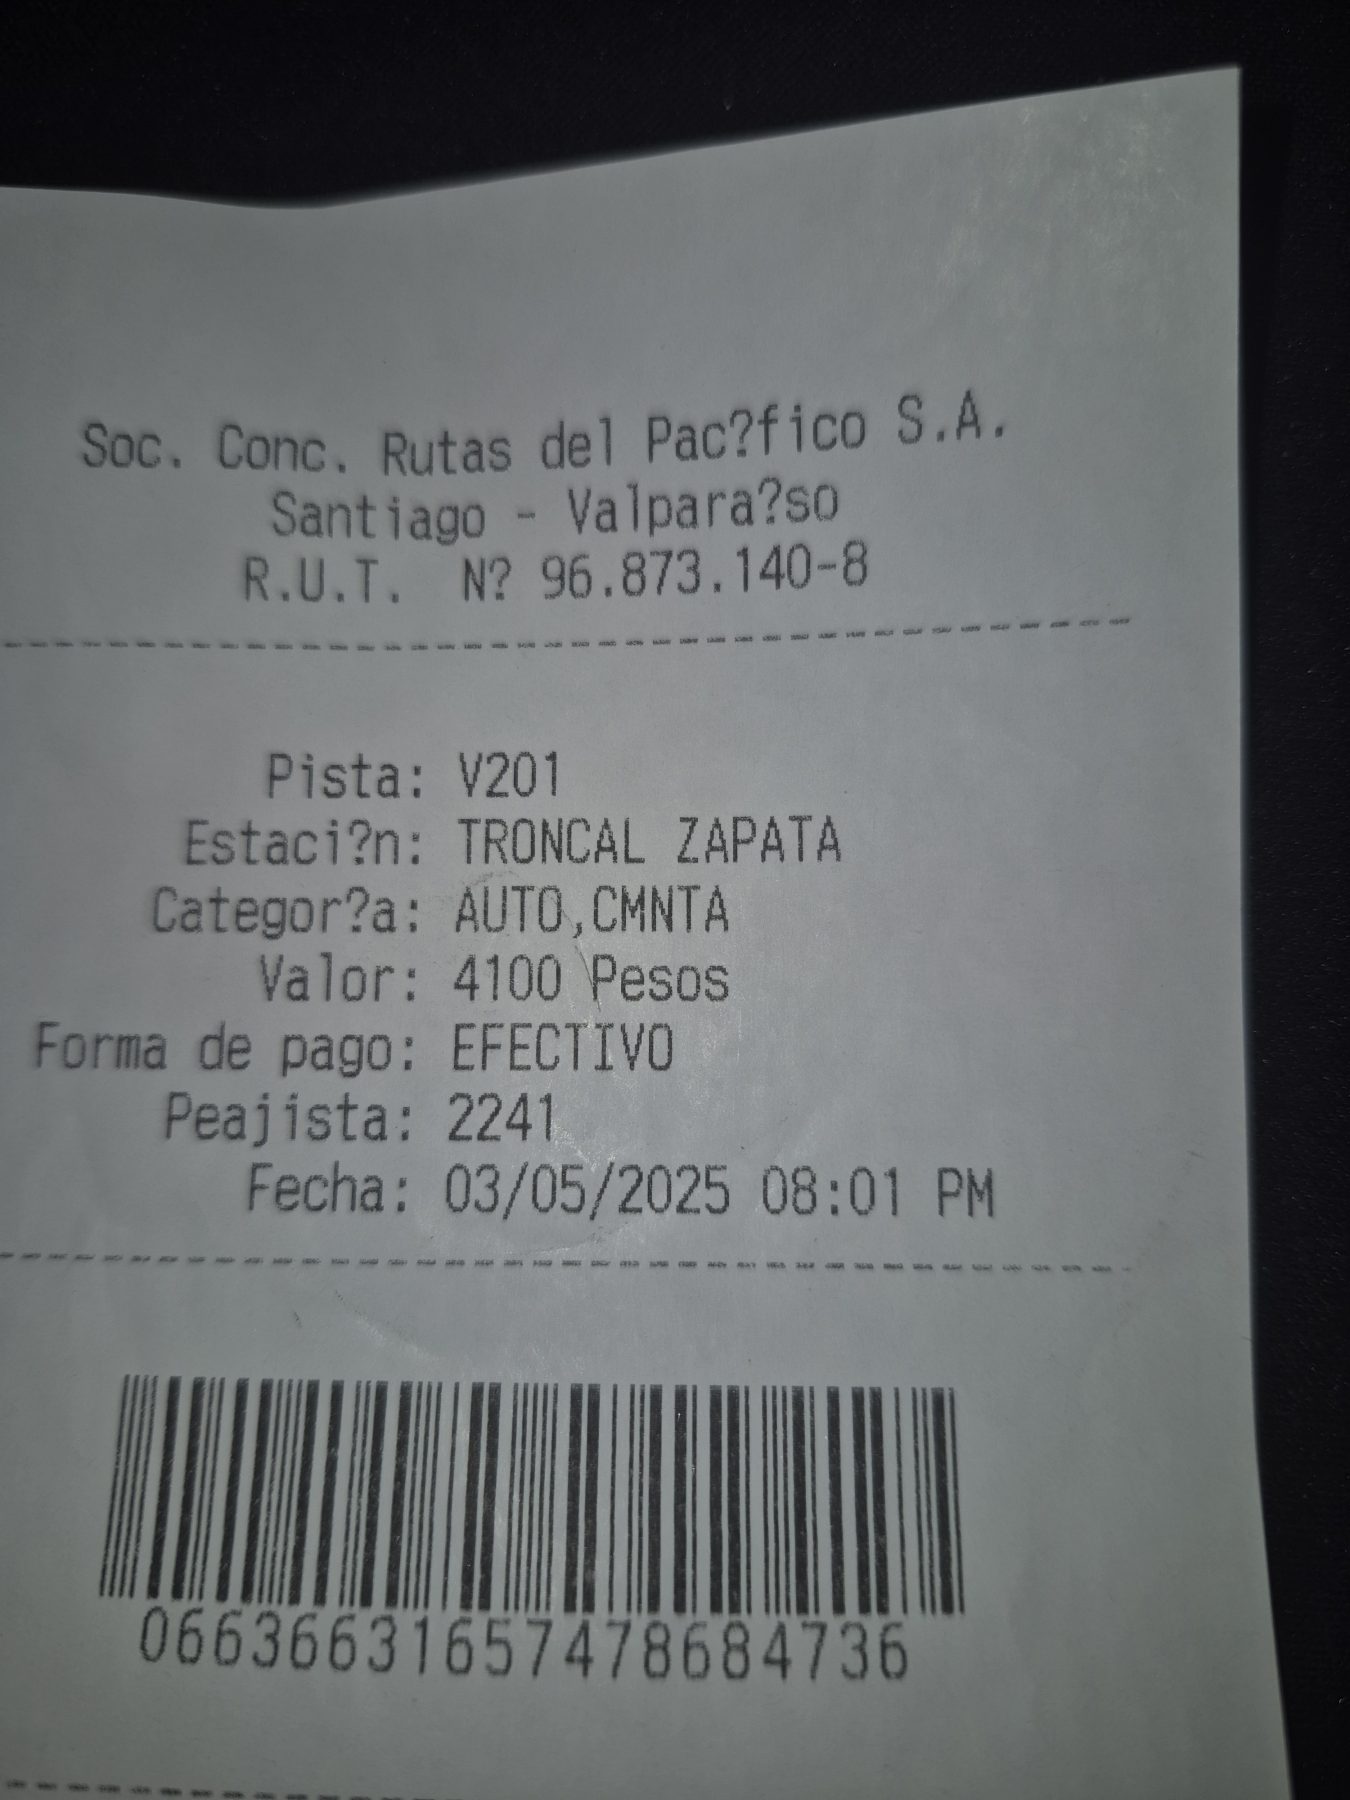 Soc. Conc. Rutas del Pac?fico S.A.
Santiago - Valpara?so
R.U.T. N? 96.873.140-8
Pista: V201
Estaci?n: TRONCAL ZAPATA
Categor?a: AUTO,CMNTA
Valor: 4100 Pesos
Forma de pago: EFECTIVO
Peajista: 2241
Fecha: 03/05/2025 08:01 PM
06636631657478684736